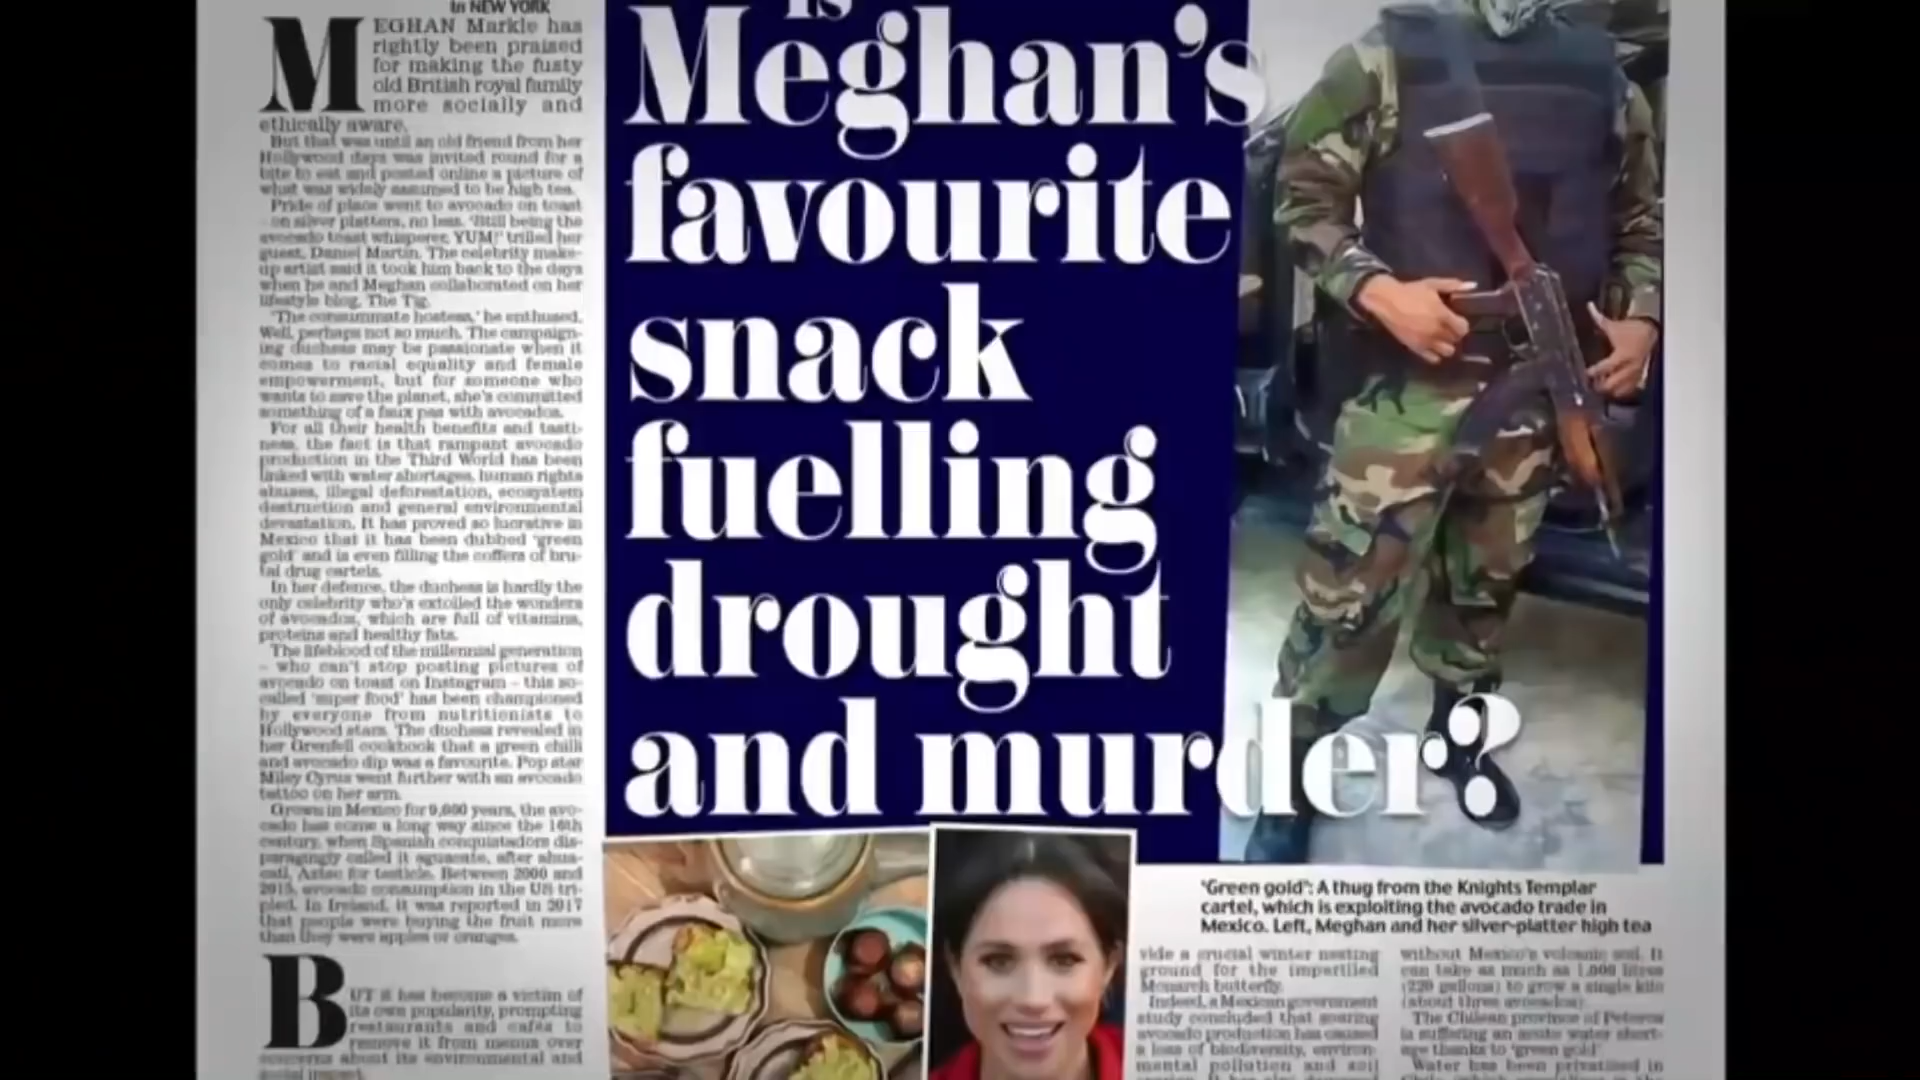 In NEW YORK
MEGHAN Markle has
rightly been praised
for making the fusty
old British royal family
more socially and
ethically aware.
But that was until an old friend from her
Hollywood days was invited round for a
bite to eat and posted online a picture of
what was widely assumed to be high tea.
Pride of place went to avocado on toast
– on silver platters, no less. 'Still being the
avocado toast whisperer, YUM!' trilled her
guest, Daniel Martin. The celebrity make-
up artist said it took him back to the days
when he and Meghan collaborated on her
lifestyle blog, The Tig.
'The consummate hostess,' he enthused.
Well, perhaps not so much. The campaign-
ing duchess may be passionate when it
comes to racial equality and female
empowerment, but for someone who
wants to save the planet, she's committed
something of a faux pas with avocados.
For all their health benefits and tasti-
ness, the fact is that rampant avocado
production in the Third World has been
linked with water shortages, human rights
abuses, illegal deforestation, ecosystem
destruction and general environmental
devastation. It has proved so lucrative in
Mexico that it has been dubbed 'green
gold' and is even filling the coffers of bru-
tal drug cartels.
In her defence, the duchess is hardly the
only celebrity who's extolled the wonders
of avocados, which are full of vitamins,
proteins and healthy fats.
The lifeblood of the millennial generation
– who can't stop posting pictures of
avocado on toast on Instagram – this so-
called 'super food' has been championed
by everyone from nutritionists to
Hollywood stars. The duchess revealed in
her Grenfell cookbook that a green chilli
and avocado dip was a favourite. Pop star
Miley Cyrus went further with an avocado
tattoo on her arm.
Grown in Mexico for 9,000 years, the avo-
cado has come a long way since the 16th
century, when Spanish conquistadors dis-
paragingly called it aguacate, after ahua-
catl, Aztec for testicle. Between 2000 and
2015, avocado consumption in the US tri-
pled. In Ireland, it was reported in 2017
that people were buying the fruit more
than they were apples or oranges.
BUT it has become a victim of
its own popularity, prompting
restaurants and cafés to
remove it from menus over
concerns about its environmental and
social impact.
Is
Meghan's
favourite
snack
fuelling
drought
and murder?
'Green gold': A thug from the Knights Templar
cartel, which is exploiting the avocado trade in
Mexico. Left, Meghan and her silver-platter high tea
vide a crucial winter nesting
ground for the imperilled
Monarch butterfly.
Indeed, a Mexican government
study concluded that soaring
avocado production has caused
a loss of biodiversity, environ-
mental pollution and soil
without Mexico's volcanic soil. It
can take as much as 1,000 litres
(220 gallons) to grow a single kilo
(about three avocados).
The Chilean province of Petorca
is suffering an acute water short-
age thanks to 'green gold'.
Water has been privatised in